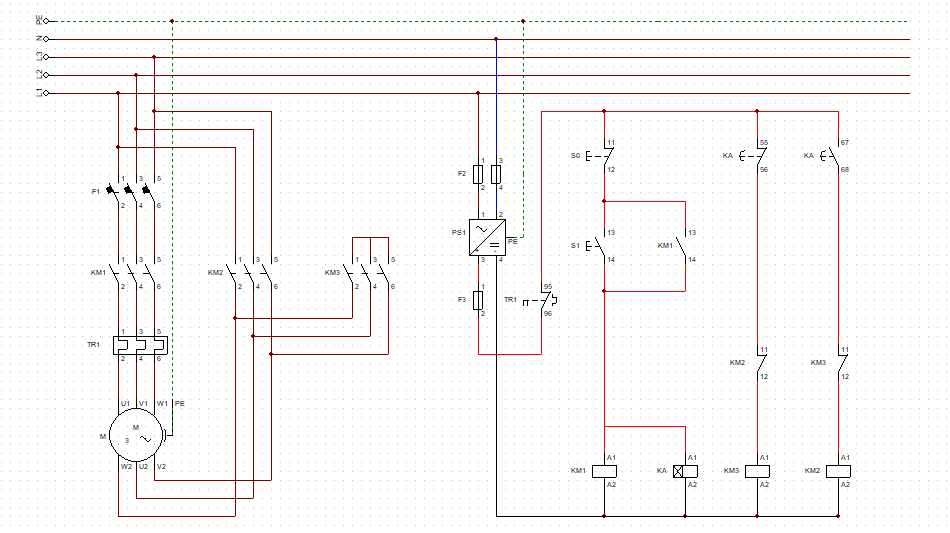 PE
N
L3
L2
L1
11
55
67
S0
KA
KA
12
56
68
1
3
F2
2
4
1
3
5
F1
2
4
6
1
2
PS1
PE
3
4
13
13
S1
KM1
14
14
1
3
5
KM1
2
4
6
1
3
5
KM2
2
4
6
1
3
5
KM3
2
4
6
1
F3
2
95
TR1
96
1
3
5
TR1
2
4
6
11
11
KM2
KM3
12
12
U1
V1
W1
PE
M
M
3
W2
U2
V2
A1
A1
A1
A1
KM1
KA
KM3
KM2
A2
A2
A2
A2